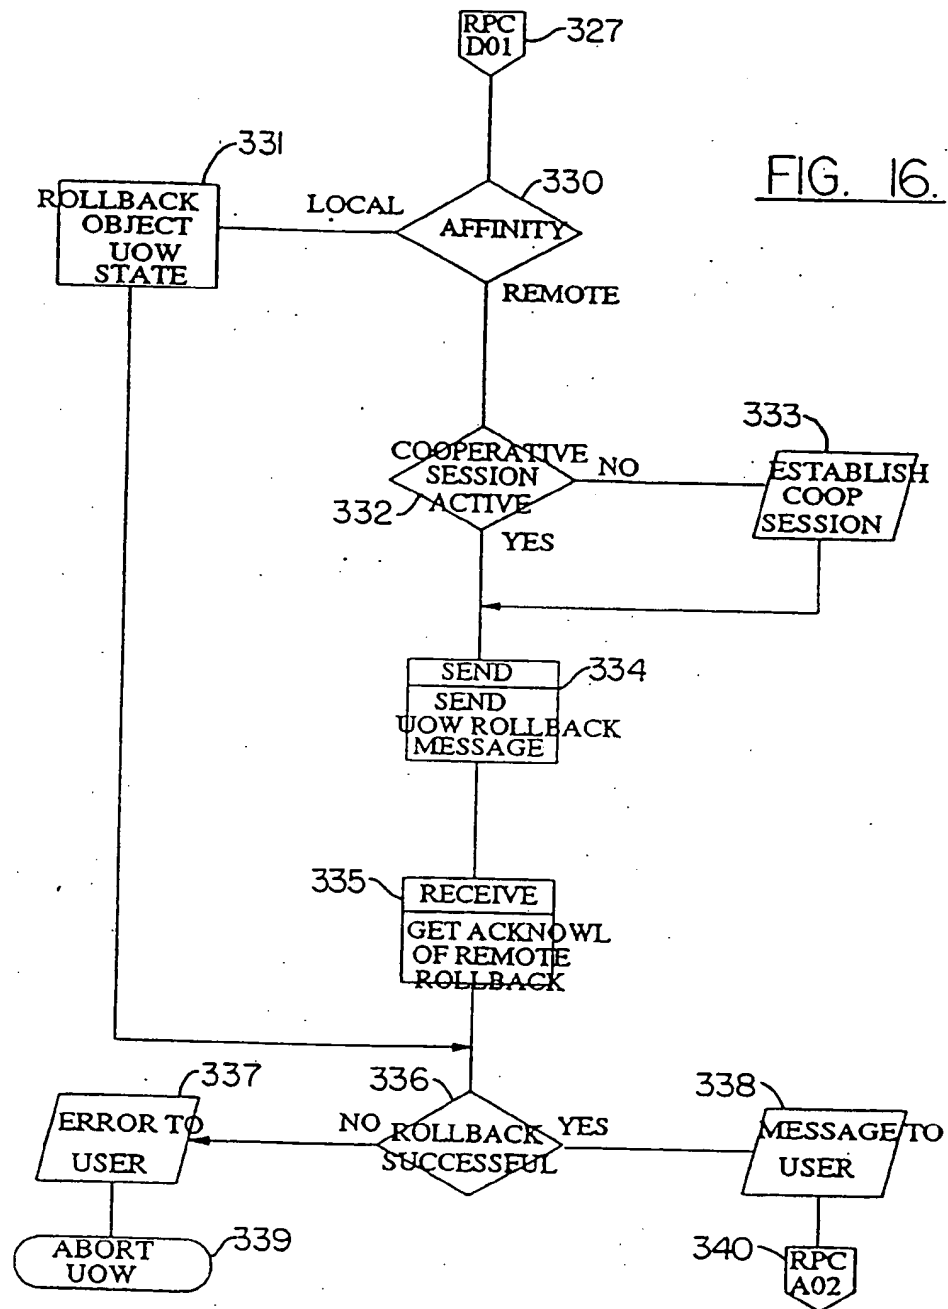 RPC
D01
327
FIG. 16.
331
330
ROLLBACK
OBJECT
UOW
STATE
LOCAL
AFFINITY
REMOTE
333
COOPERATIVE
SESSION
ACTIVE
332
NO
ESTABLISH
COOP
SESSION
YES
SEND
334
SEND
UOW ROLLBACK
MESSAGE
335
RECEIVE
GET ACKNOWL
OF REMOTE
ROLLBACK
337
336
338
ERROR TO
USER
NO
ROLLBACK
SUCCESSFUL
YES
MESSAGE TO
USER
ABORT
UOW
339
340
RPC
A02